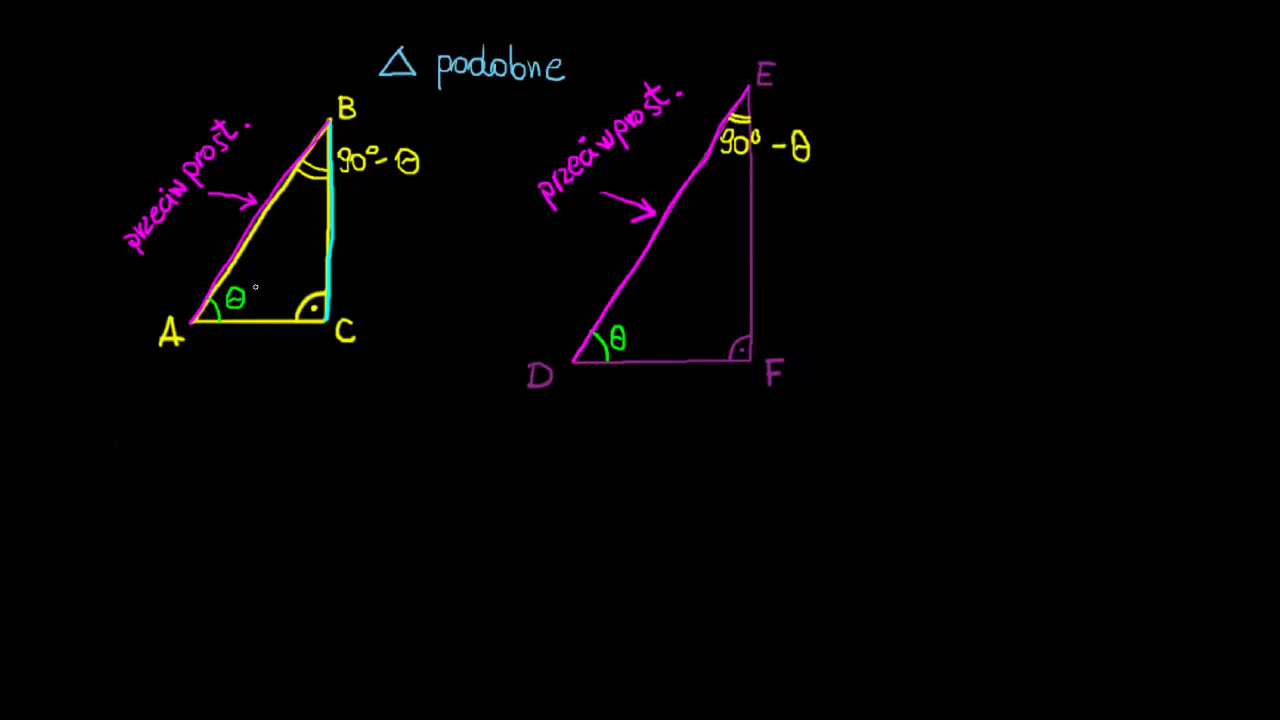 △ podobne
B
90° - Θ
przeciwprost.
Θ
A
C
E
90° - Θ
przeciwprost.
Θ
D
F